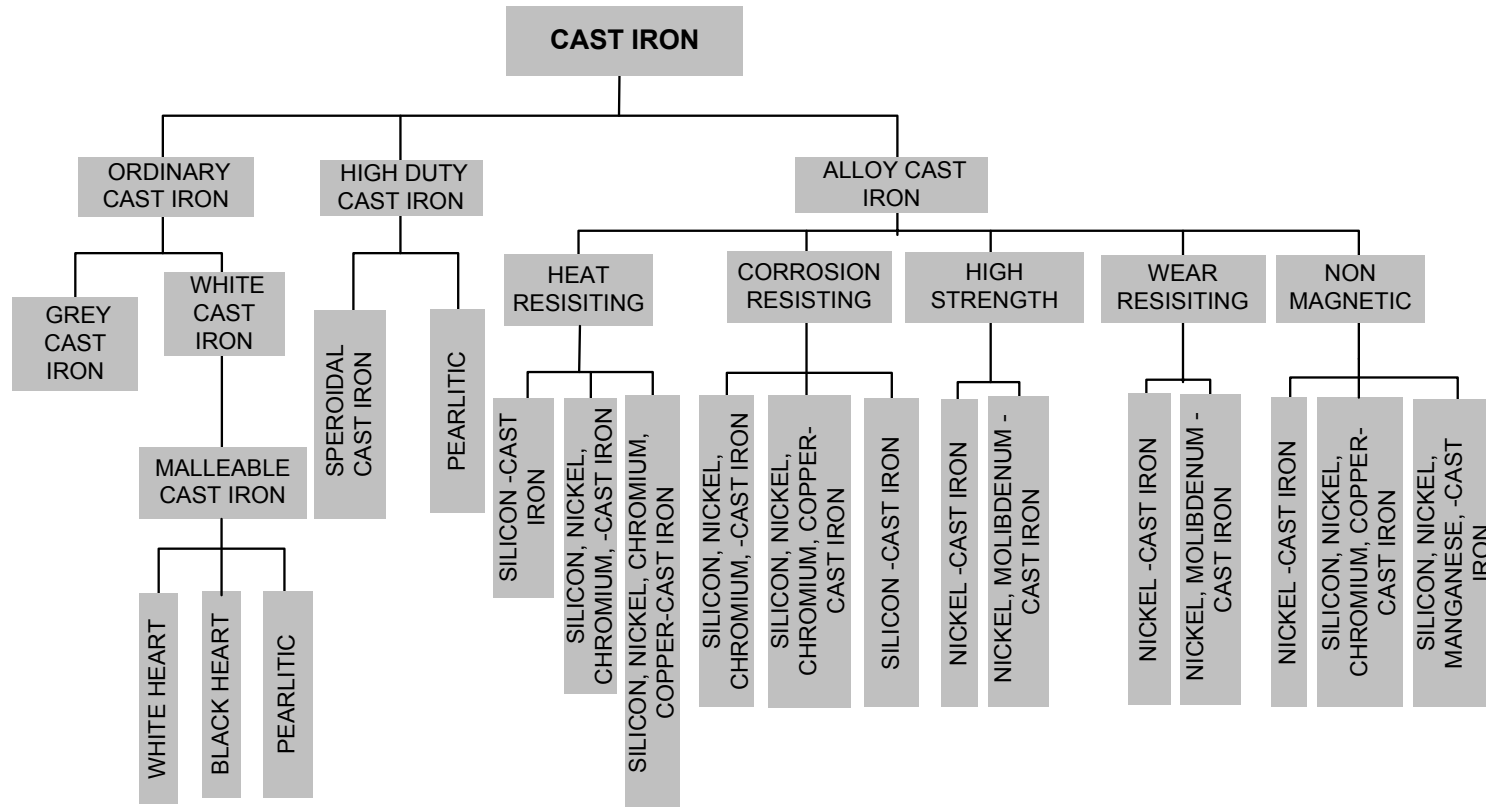 CAST IRON
ORDINARY
CAST IRON
HIGH DUTY
CAST IRON
ALLOY CAST
IRON
GREY
CAST
IRON
WHITE
CAST
IRON
HEAT
RESISITING
CORROSION
RESISTING
HIGH
STRENGTH
WEAR
RESISITING
NON
MAGNETIC
SPEROIDAL
CAST IRON
PEARLITIC
MALLEABLE
CAST IRON
SILICON -CAST
IRON
SILICON, NICKEL,
CHROMIUM, -CAST IRON
SILICON, NICKEL, CHROMIUM,
COPPER-CAST IRON
SILICON, NICKEL,
CHROMIUM, -CAST IRON
SILICON, NICKEL,
CHROMIUM, COPPER-
CAST IRON
SILICON -CAST IRON
NICKEL -CAST IRON
NICKEL, MOLIBDENUM -
CAST IRON
NICKEL -CAST IRON
NICKEL, MOLIBDENUM -
CAST IRON
NICKEL -CAST IRON
SILICON, NICKEL,
CHROMIUM, COPPER-
CAST IRON
SILICON, NICKEL,
MANGANESE, -CAST
IRON
WHITE HEART
BLACK HEART
PEARLITIC